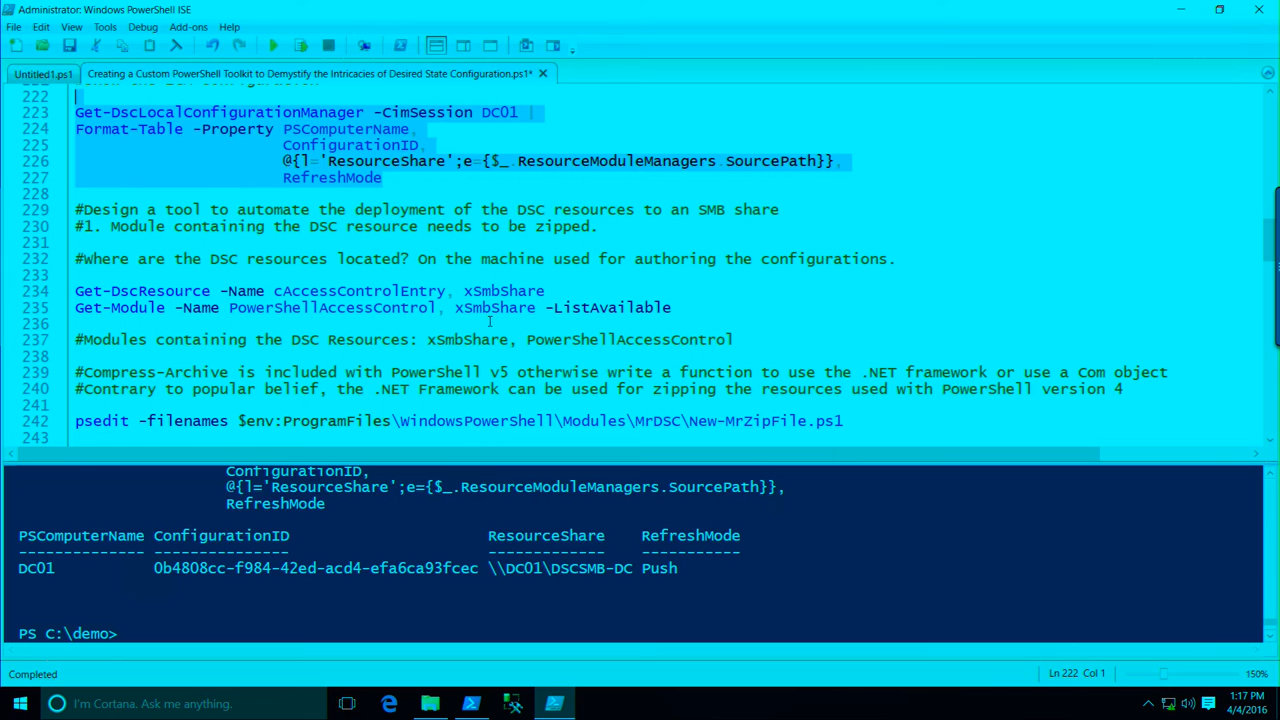 Administrator: Windows PowerShell ISE
File Edit View Tools Debug Add-ons Help
Untitled1.ps1 Creating a Custom PowerShell Toolkit to Demystify the Intricacies of Desired State Configuration.ps1*
222
223 Get-DscLocalConfigurationManager -CimSession DC01 |
224 Format-Table -Property PSComputerName,
225 ConfigurationID,
226 @{l='ResourceShare';e={$_.ResourceModuleManagers.SourcePath}},
227 RefreshMode
228
229 #Design a tool to automate the deployment of the DSC resources to an SMB share
230 #1. Module containing the DSC resource needs to be zipped.
231
232 #Where are the DSC resources located? On the machine used for authoring the configurations.
233
234 Get-DscResource -Name cAccessControlEntry, xSmbShare
235 Get-Module -Name PowerShellAccessControl, xSmbShare -ListAvailable
236
237 #Modules containing the DSC Resources: xSmbShare, PowerShellAccessControl
238
239 #Compress-Archive is included with PowerShell v5 otherwise write a function to use the .NET framework or use a Com object
240 #Contrary to popular belief, the .NET Framework can be used for zipping the resources used with PowerShell version 4
241
242 psedit -filenames $env:ProgramFiles\WindowsPowerShell\Modules\MrDSC\New-MrZipFile.ps1
243
ConfigurationID,
@{l='ResourceShare';e={$_.ResourceModuleManagers.SourcePath}},
RefreshMode
PSComputerName ConfigurationID ResourceShare RefreshMode
-------------- --------------- ------------- -----------
DC01 0b4808cc-f984-42ed-acd4-efa6ca93fcec \\DC01\DSCSMB-DC Push
PS C:\demo>
Completed Ln 222 Col 1 150%
I'm Cortana. Ask me anything. 1:17 PM
4/4/2016